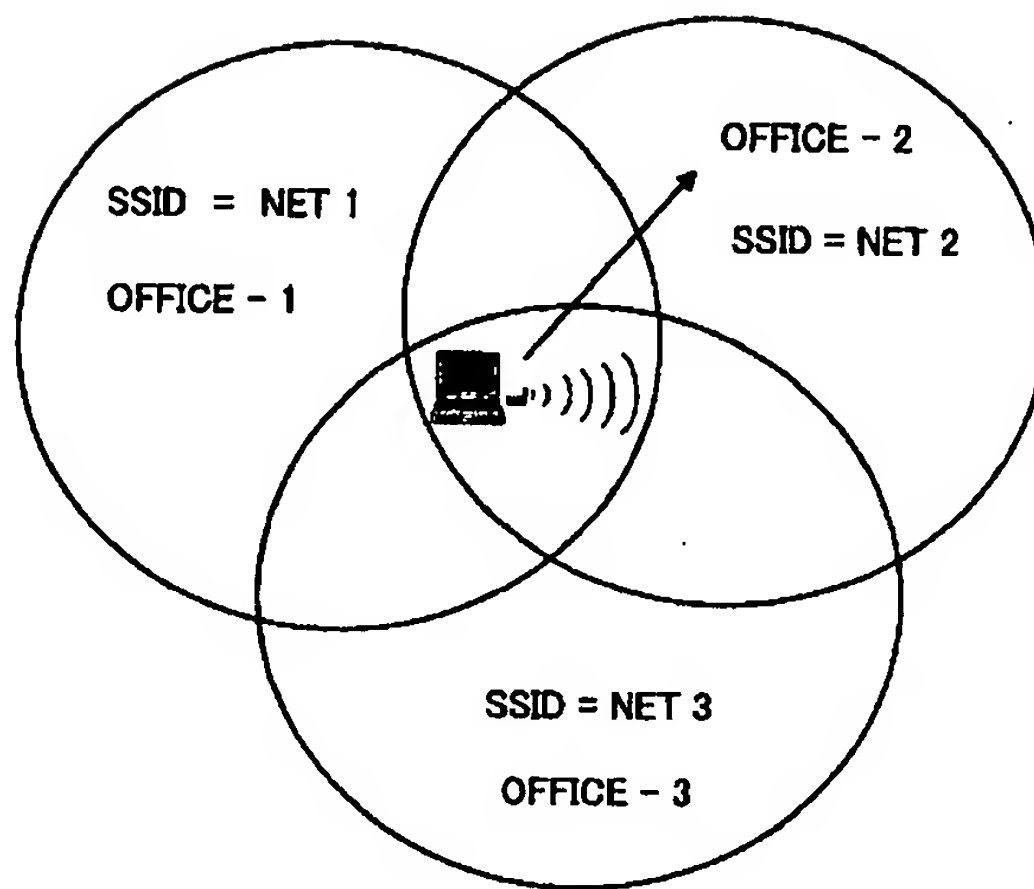 SSID = NET 1
OFFICE - 1
OFFICE - 2
SSID = NET 2
SSID = NET 3
OFFICE - 3